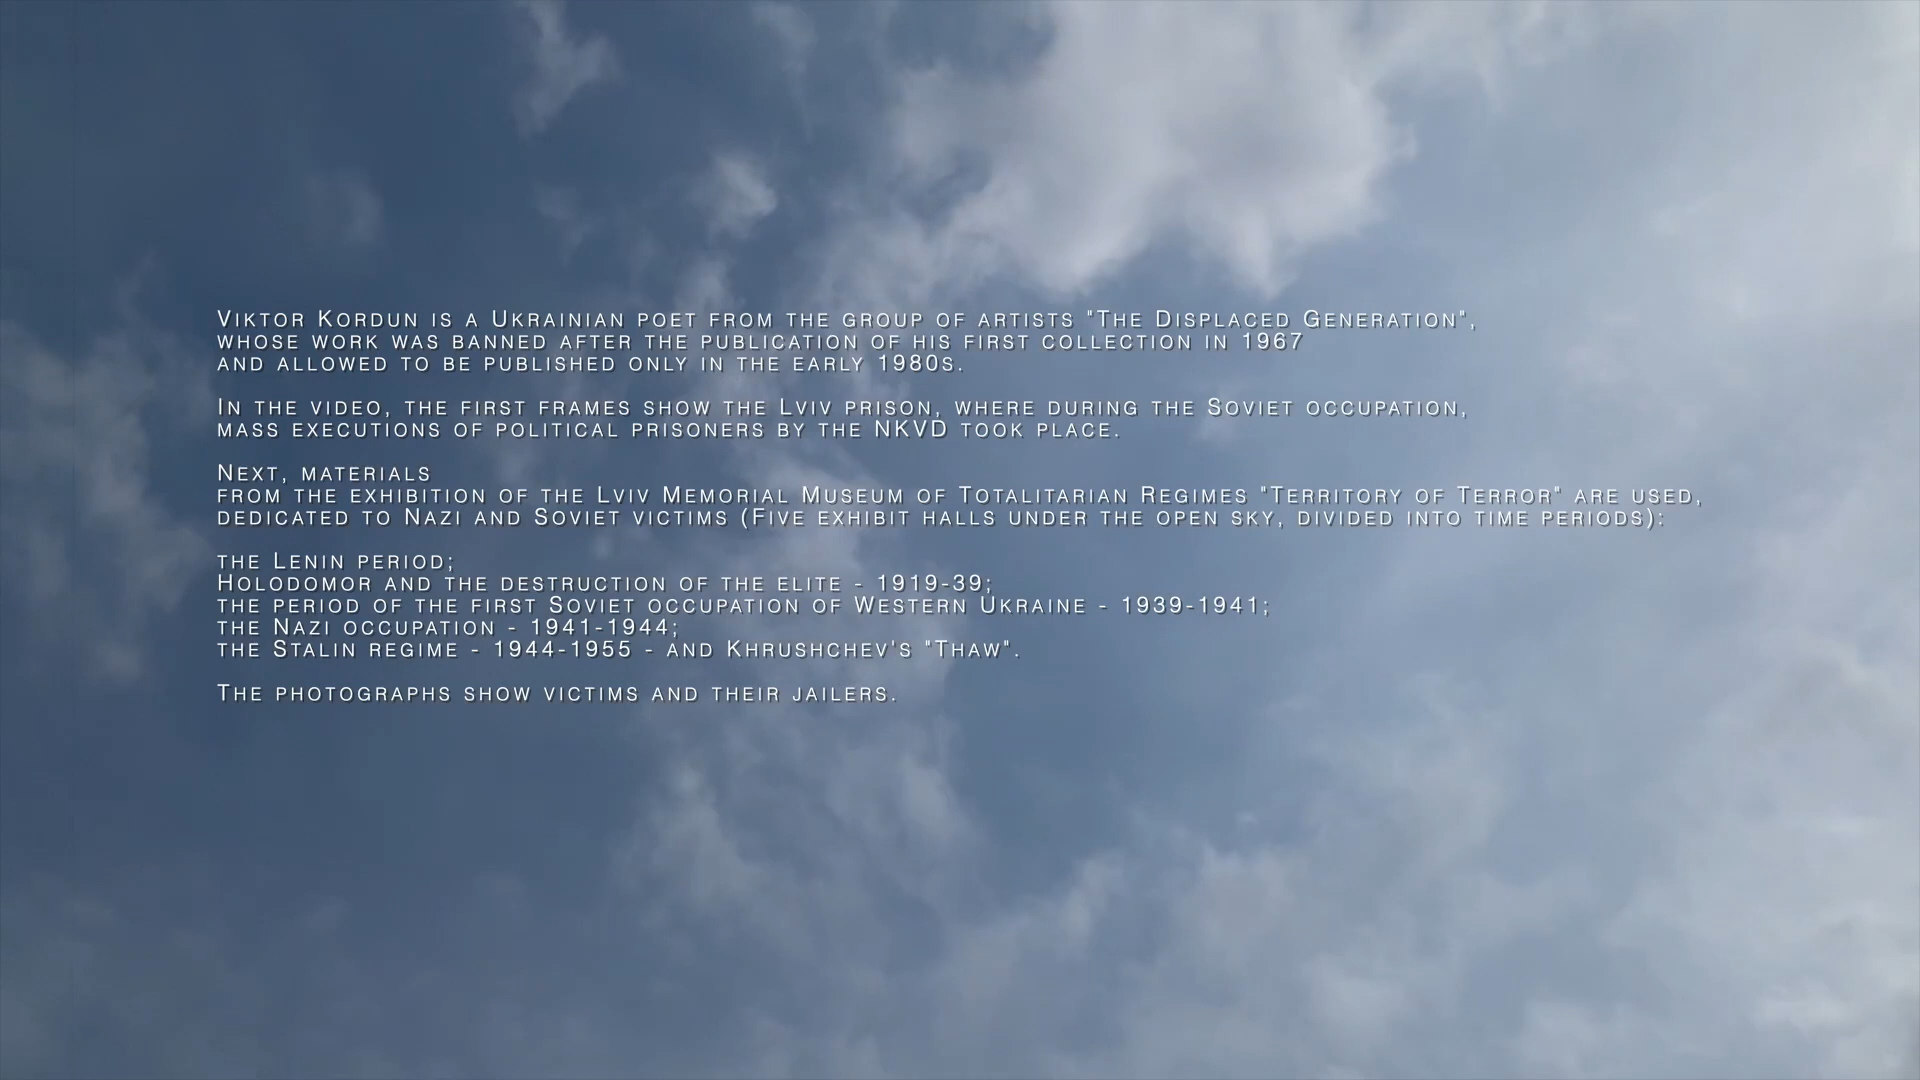 Viktor Kordun is a Ukrainian poet from the group of artists "The Displaced Generation",
whose work was banned after the publication of his first collection in 1967
and allowed to be published only in the early 1980s.
In the video, the first frames show the Lviv prison, where during the Soviet occupation,
mass executions of political prisoners by the NKVD took place.
Next, materials
from the exhibition of the Lviv Memorial Museum of Totalitarian Regimes "Territory of Terror" are used,
dedicated to Nazi and Soviet victims (Five exhibit halls under the open sky, divided into time periods):
the Lenin period;
Holodomor and the destruction of the elite - 1919-39;
the period of the first Soviet occupation of Western Ukraine - 1939-1941;
the Nazi occupation - 1941-1944;
the Stalin regime - 1944-1955 - and Khrushchev's "Thaw".
The photographs show victims and their jailers.